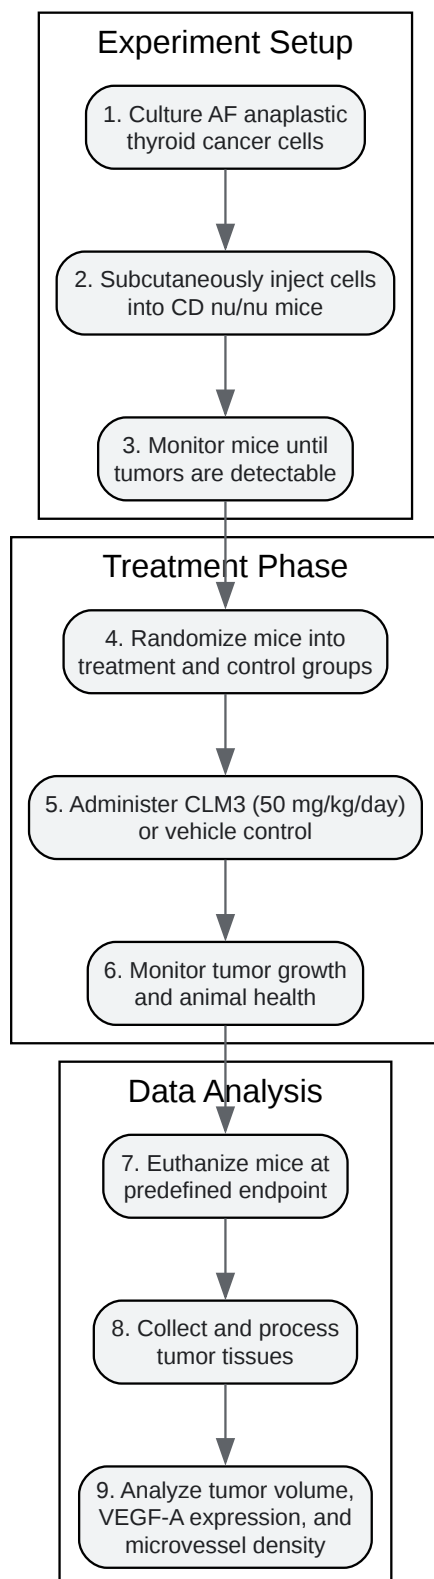 Experiment Setup
1. Culture AF anaplastic
thyroid cancer cells
2. Subcutaneously inject cells
into CD nu/nu mice
3. Monitor mice until
tumors are detectable
Treatment Phase
4. Randomize mice into
treatment and control groups
5. Administer CLM3 (50 mg/kg/day)
or vehicle control
6. Monitor tumor growth
and animal health
Data Analysis
7. Euthanize mice at
predefined endpoint
8. Collect and process
tumor tissues
9. Analyze tumor volume,
VEGF-A expression, and
microvessel density